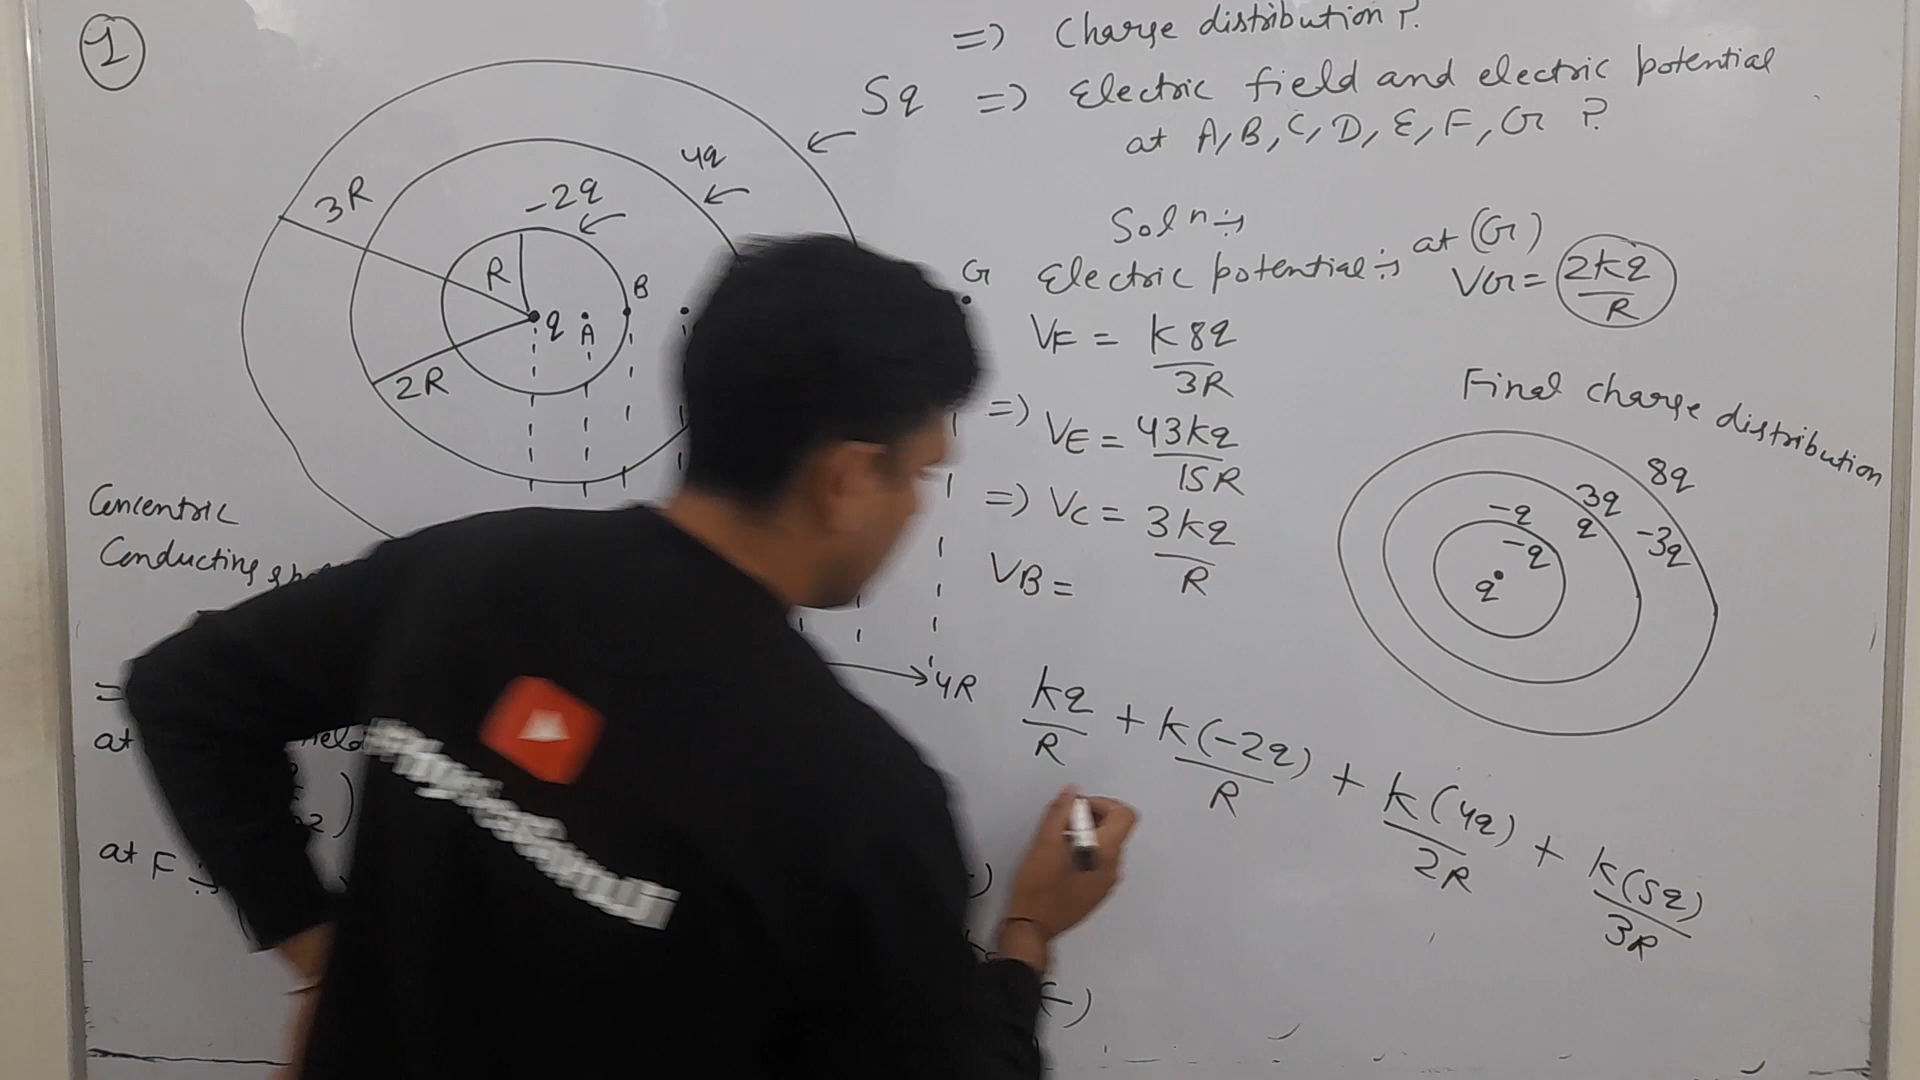 1
=> Charge distribution ?
5q => Electric field and electric potential
at A, B, C, D, E, F, G ?
3R
4q
-2q
R
B
q
A
2R
G
4R
Concentric
Conducting
at
at F :-
Soln :-
Electric potential :- at (G)
VG = 2kq/R
VF = k8q/3R
=> VE = 43kq/15R
=> VC = 3kq/R
VB =
kq/R + k(-2q)/R + k(4q)/2R + k(5q)/3R
Final charge distribution
8q
3q
-3q
-q
q
-q
q